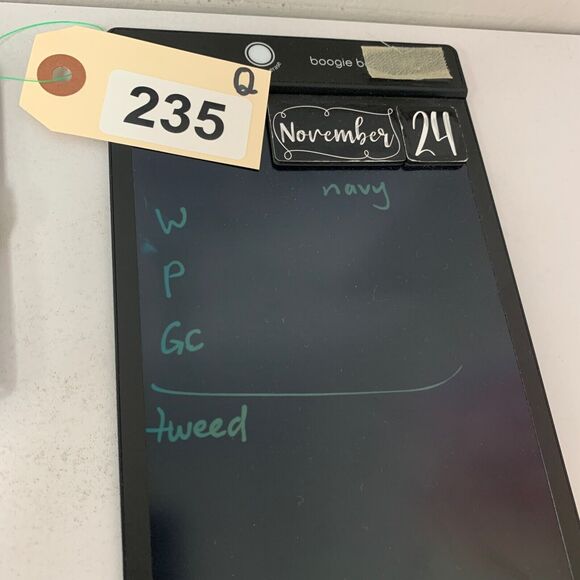 Q
235
boogie b
November 24
navy
W
P
GC
tweed